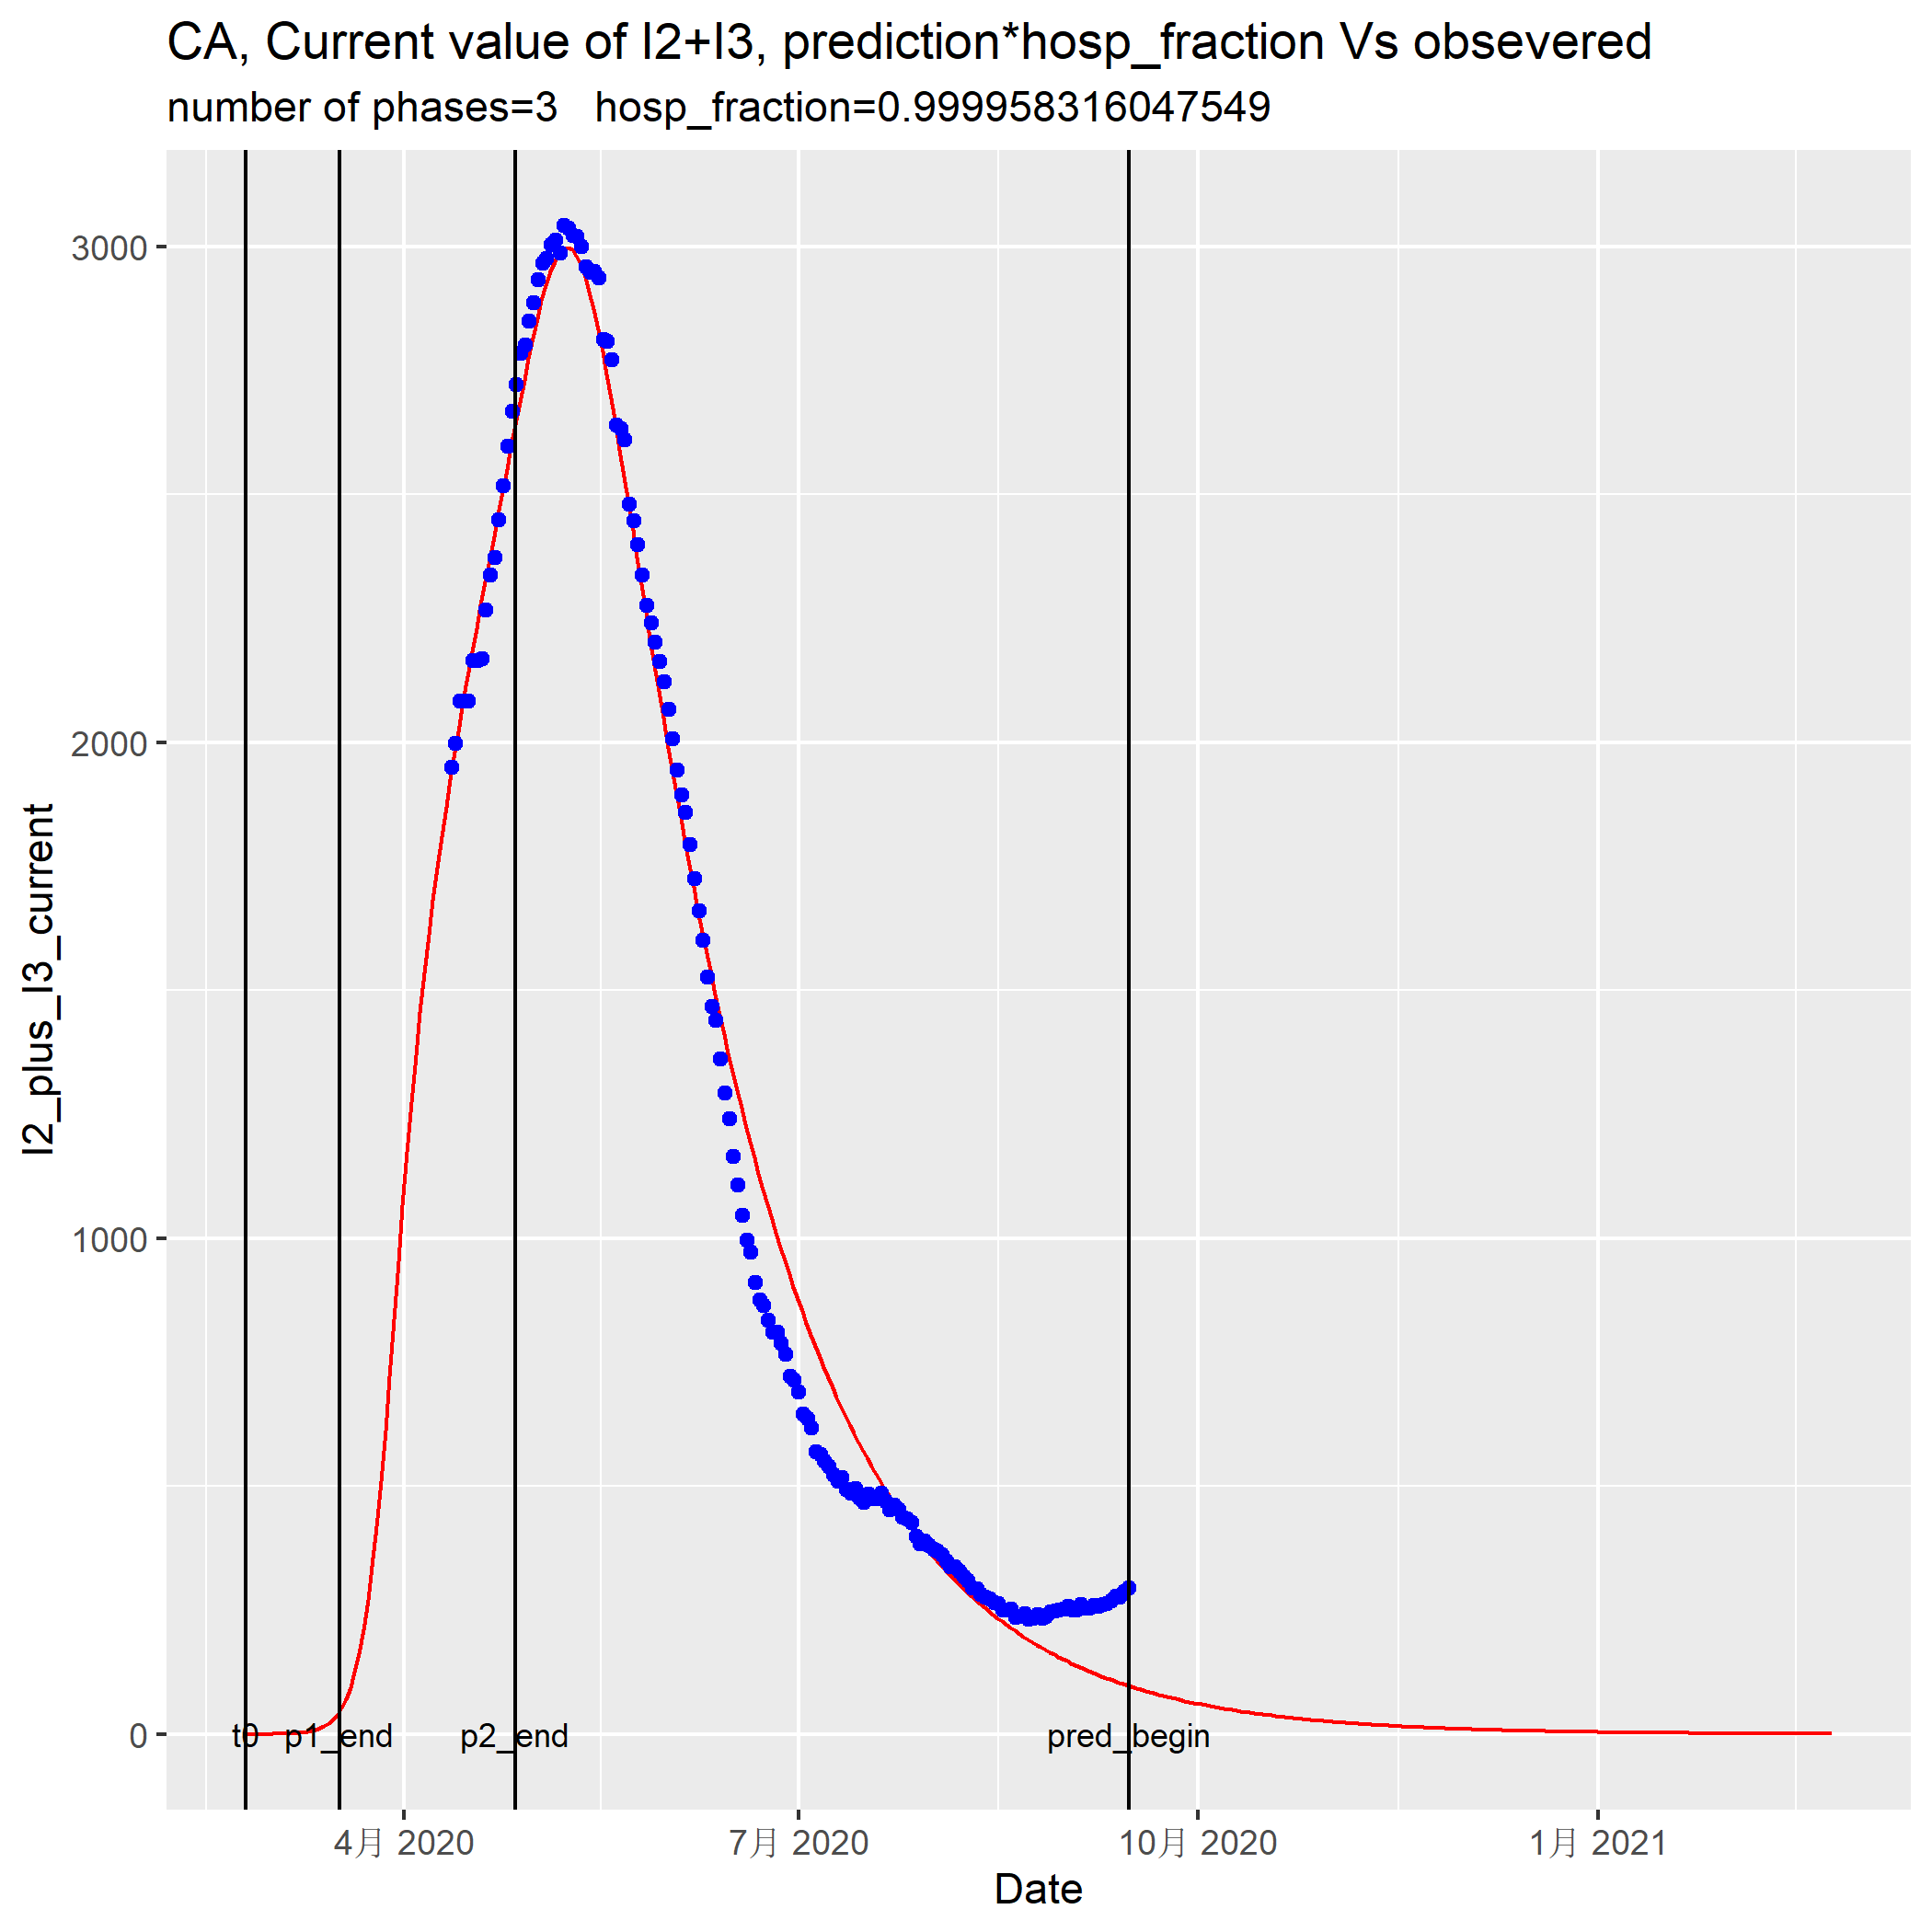 CA, Current value of I2+I3, prediction*hosp_fraction Vs obsevered
number of phases=3 hosp_fraction=0.999958316047549
I2_plus_I3_current
3000
2000
1000
0
t0 p1_end p2_end pred_begin
4月 2020 7月 2020 10月 2020 1月 2021
Date